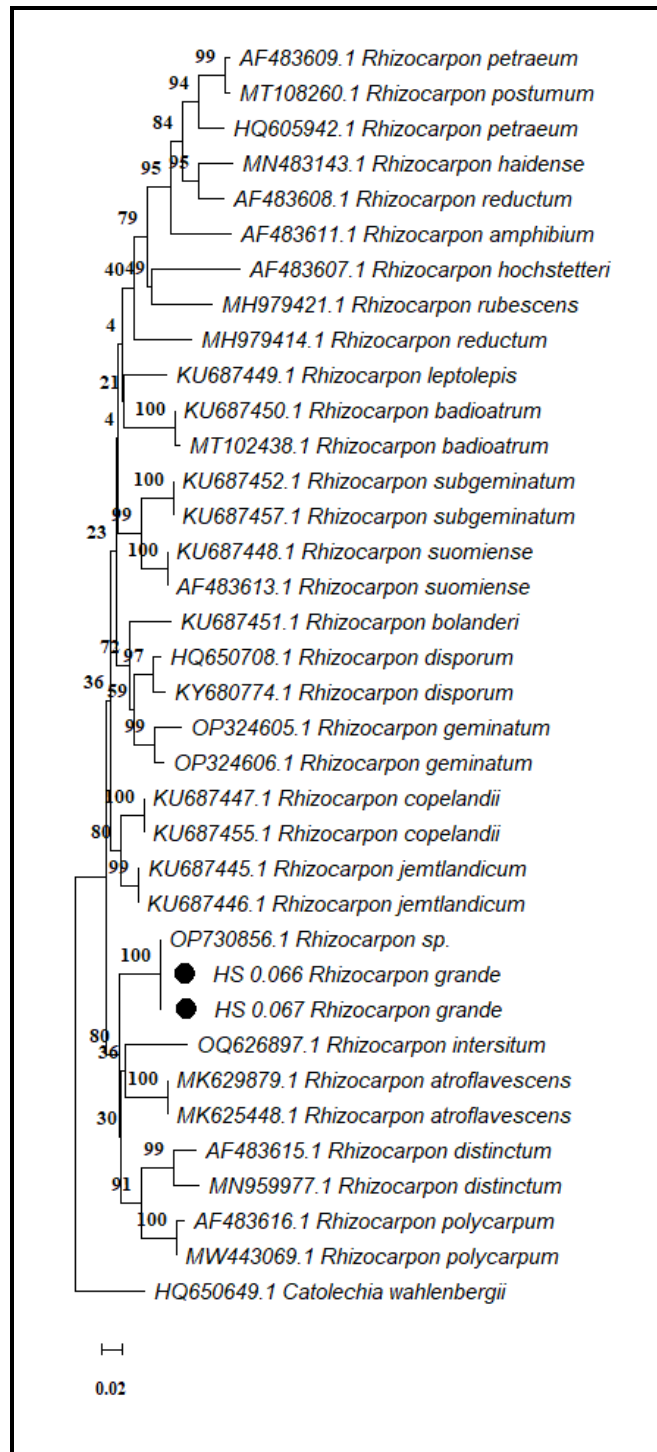 99 AF483609.1 Rhizocarpon petraeum
94 MT108260.1 Rhizocarpon postumum
84 HQ605942.1 Rhizocarpon petraeum
95 95 MN483143.1 Rhizocarpon haidense
AF483608.1 Rhizocarpon reductum
79 AF483611.1 Rhizocarpon amphibium
40 49 AF483607.1 Rhizocarpon hochstetteri
MH979421.1 Rhizocarpon rubescens
4 MH979414.1 Rhizocarpon reductum
21 KU687449.1 Rhizocarpon leptolepis
4 100 KU687450.1 Rhizocarpon badioatrum
MT102438.1 Rhizocarpon badioatrum
100 KU687452.1 Rhizocarpon subgeminatum
23 99 KU687457.1 Rhizocarpon subgeminatum
100 KU687448.1 Rhizocarpon suomiense
AF483613.1 Rhizocarpon suomiense
KU687451.1 Rhizocarpon bolanderi
72 97 HQ650708.1 Rhizocarpon disporum
36 59 KY680774.1 Rhizocarpon disporum
99 OP324605.1 Rhizocarpon geminatum
OP324606.1 Rhizocarpon geminatum
100 KU687447.1 Rhizocarpon copelandii
80 KU687455.1 Rhizocarpon copelandii
99 KU687445.1 Rhizocarpon jemtlandicum
KU687446.1 Rhizocarpon jemtlandicum
OP730856.1 Rhizocarpon sp.
100 HS 0.066 Rhizocarpon grande
HS 0.067 Rhizocarpon grande
80 36 OQ626897.1 Rhizocarpon intersitum
100 MK629879.1 Rhizocarpon atroflavescens
30 MK625448.1 Rhizocarpon atroflavescens
99 AF483615.1 Rhizocarpon distinctum
91 MN959977.1 Rhizocarpon distinctum
100 AF483616.1 Rhizocarpon polycarpum
MW443069.1 Rhizocarpon polycarpum
HQ650649.1 Catolechia wahlenbergii
0.02